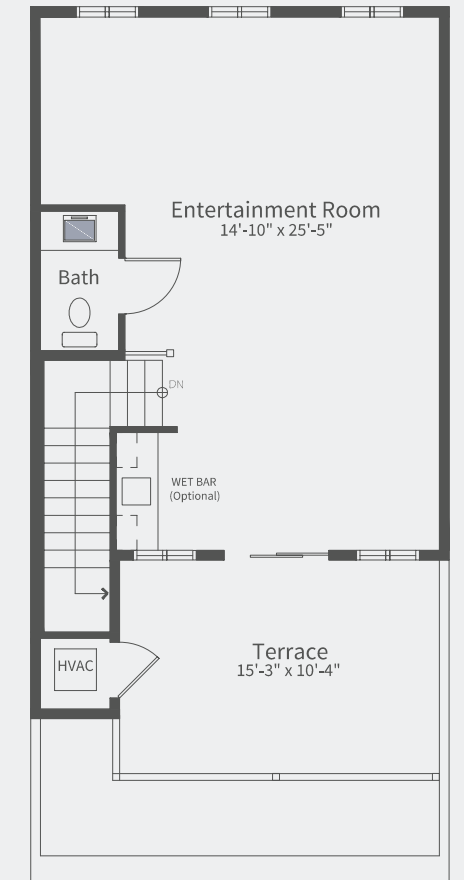 Entertainment Room
14'-10" x 25'-5"
Bath
DN
WET BAR
(Optional)
Terrace
15'-3" x 10'-4"
HVAC